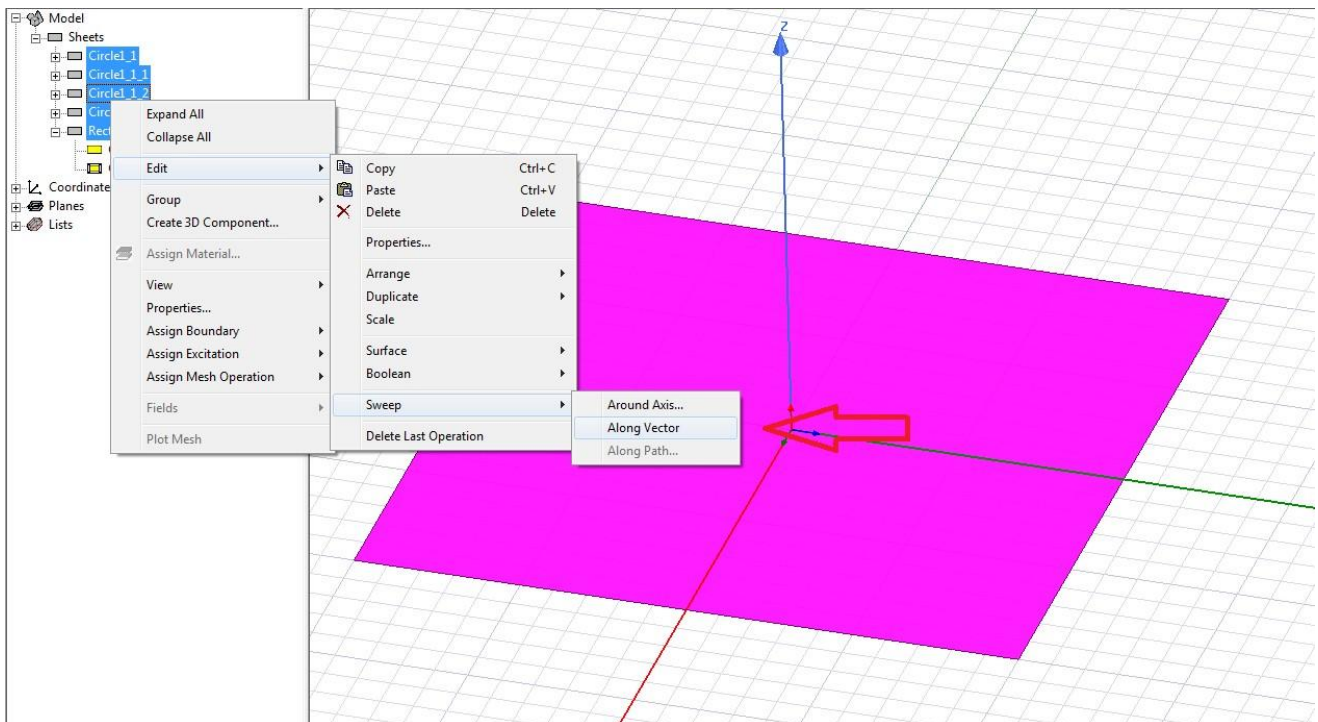 Model
Sheets
Circle1_1
Circle1_1_1
Circle1_1_2
Circ
Rect
Coordinate
Planes
Lists
Expand All
Collapse All
Edit
Group
Create 3D Component...
Assign Material...
View
Properties...
Assign Boundary
Assign Excitation
Assign Mesh Operation
Fields
Plot Mesh
Copy Ctrl+C
Paste Ctrl+V
Delete Delete
Properties...
Arrange
Duplicate
Scale
Surface
Boolean
Sweep
Delete Last Operation
Around Axis...
Along Vector
Along Path...
Z